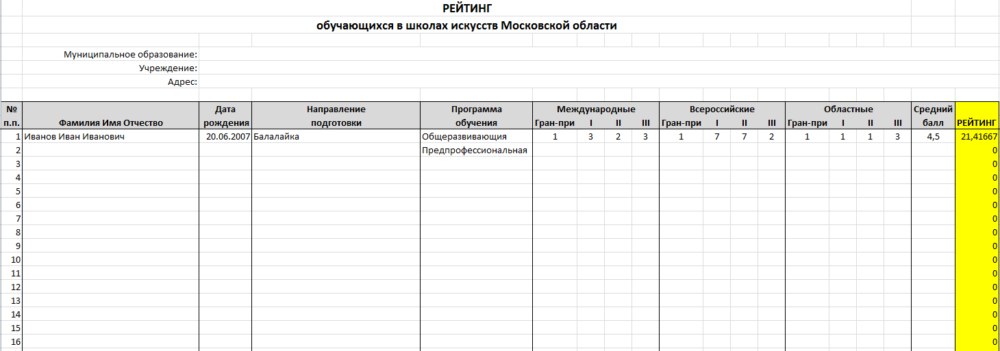 РЕЙТИНГ
обучающихся в школах искусств Московской области
Муниципальное образование:
Учреждение:
Адрес:
№ Дата Направление Программа Международные Всероссийские Областные Средний
п.п. Фамилия Имя Отчество рождения подготовки обучения Гран-при I II III Гран-при I II III Гран-при I II III балл РЕЙТИНГ
1 Иванов Иван Иванович 20.06.2007 Балалайка Общеразвивающия 1 3 2 3 1 7 7 2 1 1 1 3 4,5 21,41667
2 Предпрофессиональная 0
3 0
4 0
5 0
6 0
7 0
8 0
9 0
10 0
11 0
12 0
13 0
14 0
15 0
16 0